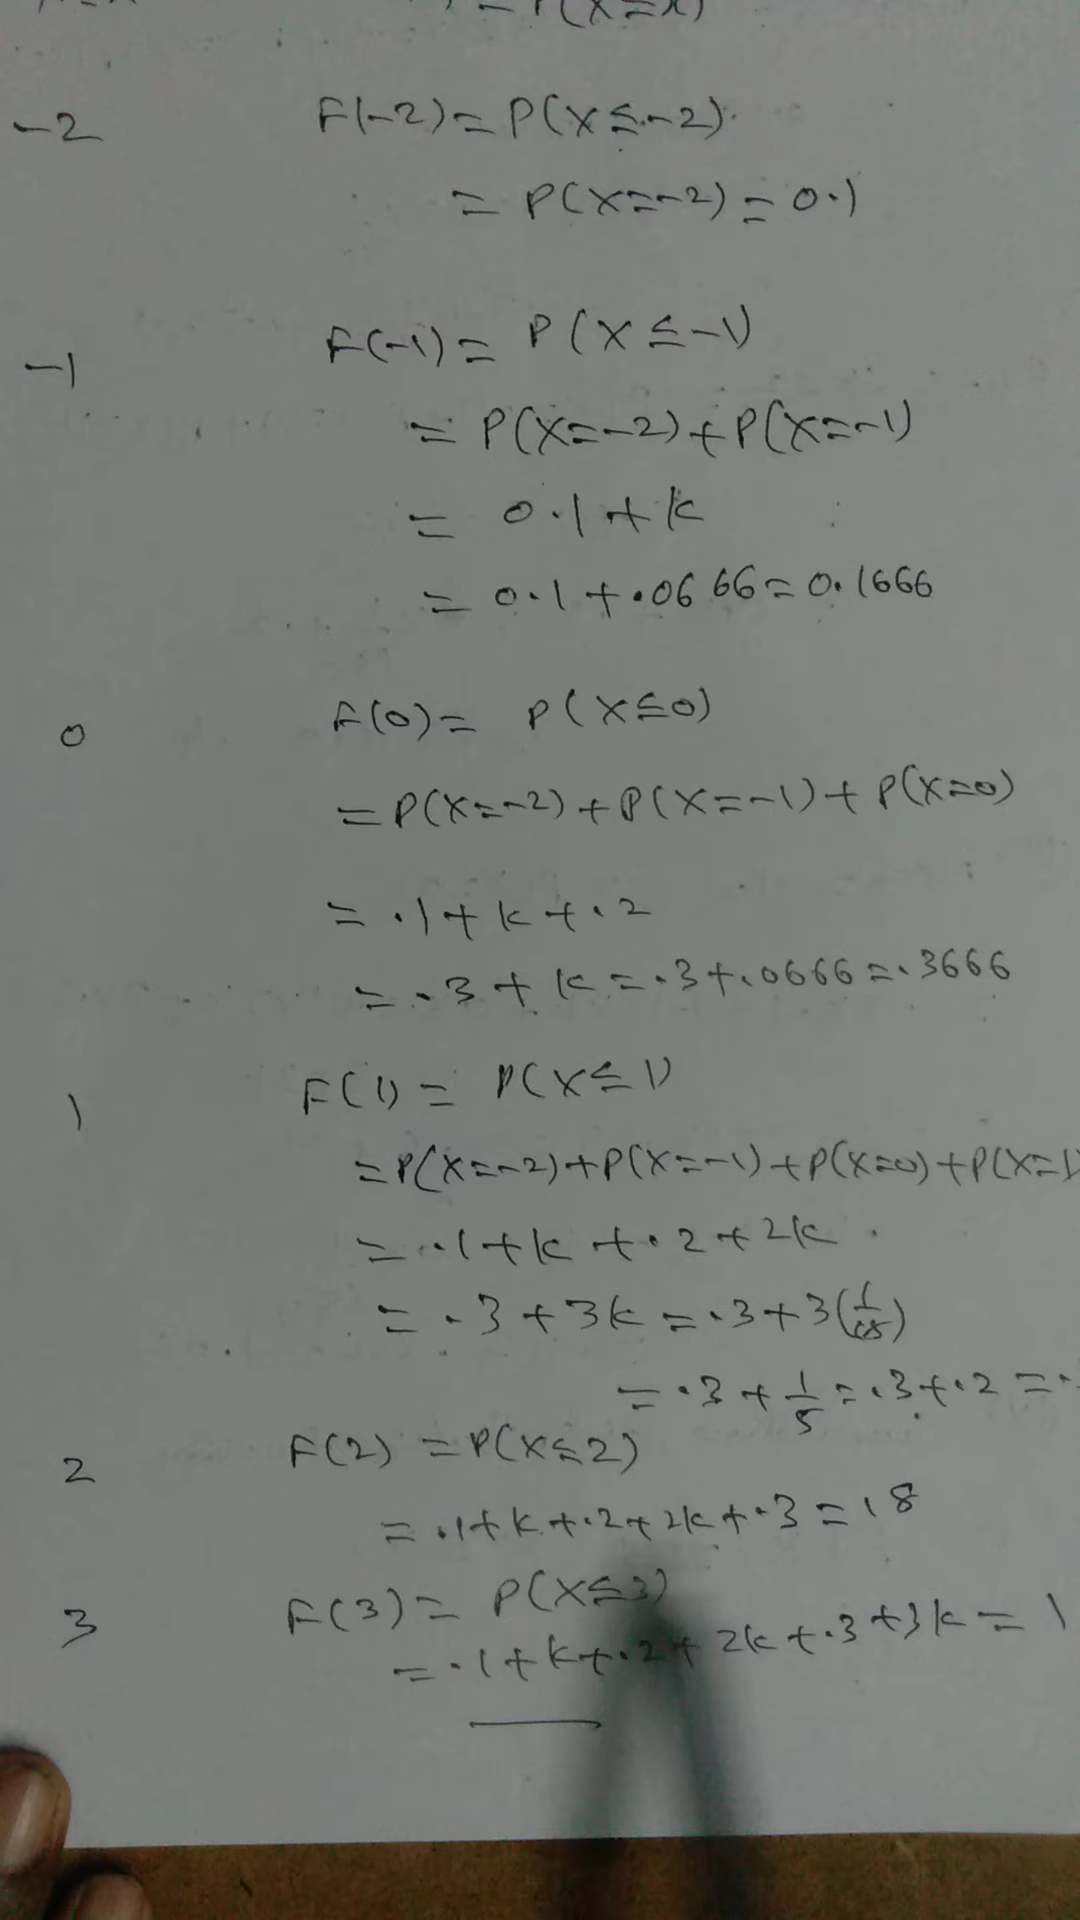 = P(X=x)
-2 F(-2) = P(X≤-2)
= P(X=-2) = 0.1
-1 F(-1) = P(X≤-1)
= P(X=-2)+P(X=-1)
= 0.1+k
= 0.1+.0666=0.1666
0 F(0) = P(X≤0)
=P(X=-2)+P(X=-1)+P(X=0)
= .1+k+.2
= .3+k=.3+.0666=.3666
1 F(1) = P(X≤1)
=P(X=-2)+P(X=-1)+P(X=0)+P(X=1)
= .1+k+.2+2k
= .3+3k=.3+3(1/15)
= .3+1/5=.3+.2=.
2 F(2) =P(X≤2)
= .1+k+.2+2k+.3=.8
3 F(3)= P(X≤3)
= .1+k+.2+2k+.3+3k=1